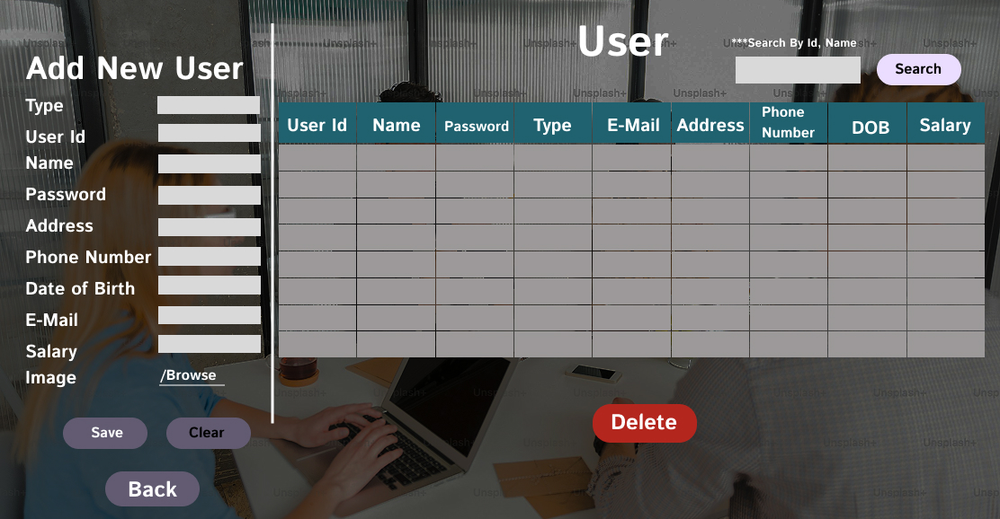 User
***Search By Id, Name
Search
Add New User
Type
User Id
Name
Password
Address
Phone Number
Date of Birth
E-Mail
Salary
Image
/Browse
Save
Clear
Back
User Id
Name
Password
Type
E-Mail
Address
Phone
Number
DOB
Salary
Delete
Unsplash+